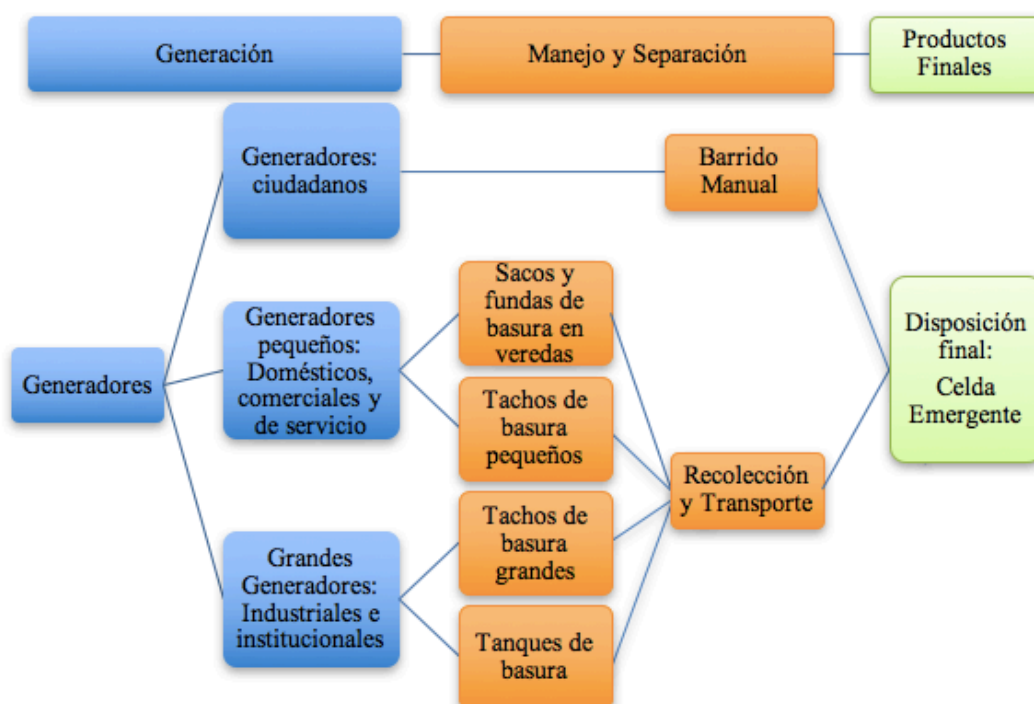 Generación
Manejo y Separación
Productos
Finales
Generadores:
ciudadanos
Barrido
Manual
Generadores
Generadores
pequeños:
Domésticos,
comerciales y
de servicio
Sacos y
fundas de
basura en
veredas
Tachos de
basura
pequeños
Grandes
Generadores:
Industriales e
institucionales
Tachos de
basura
grandes
Tanques de
basura
Recolección
y Transporte
Disposición
final:
Celda
Emergente